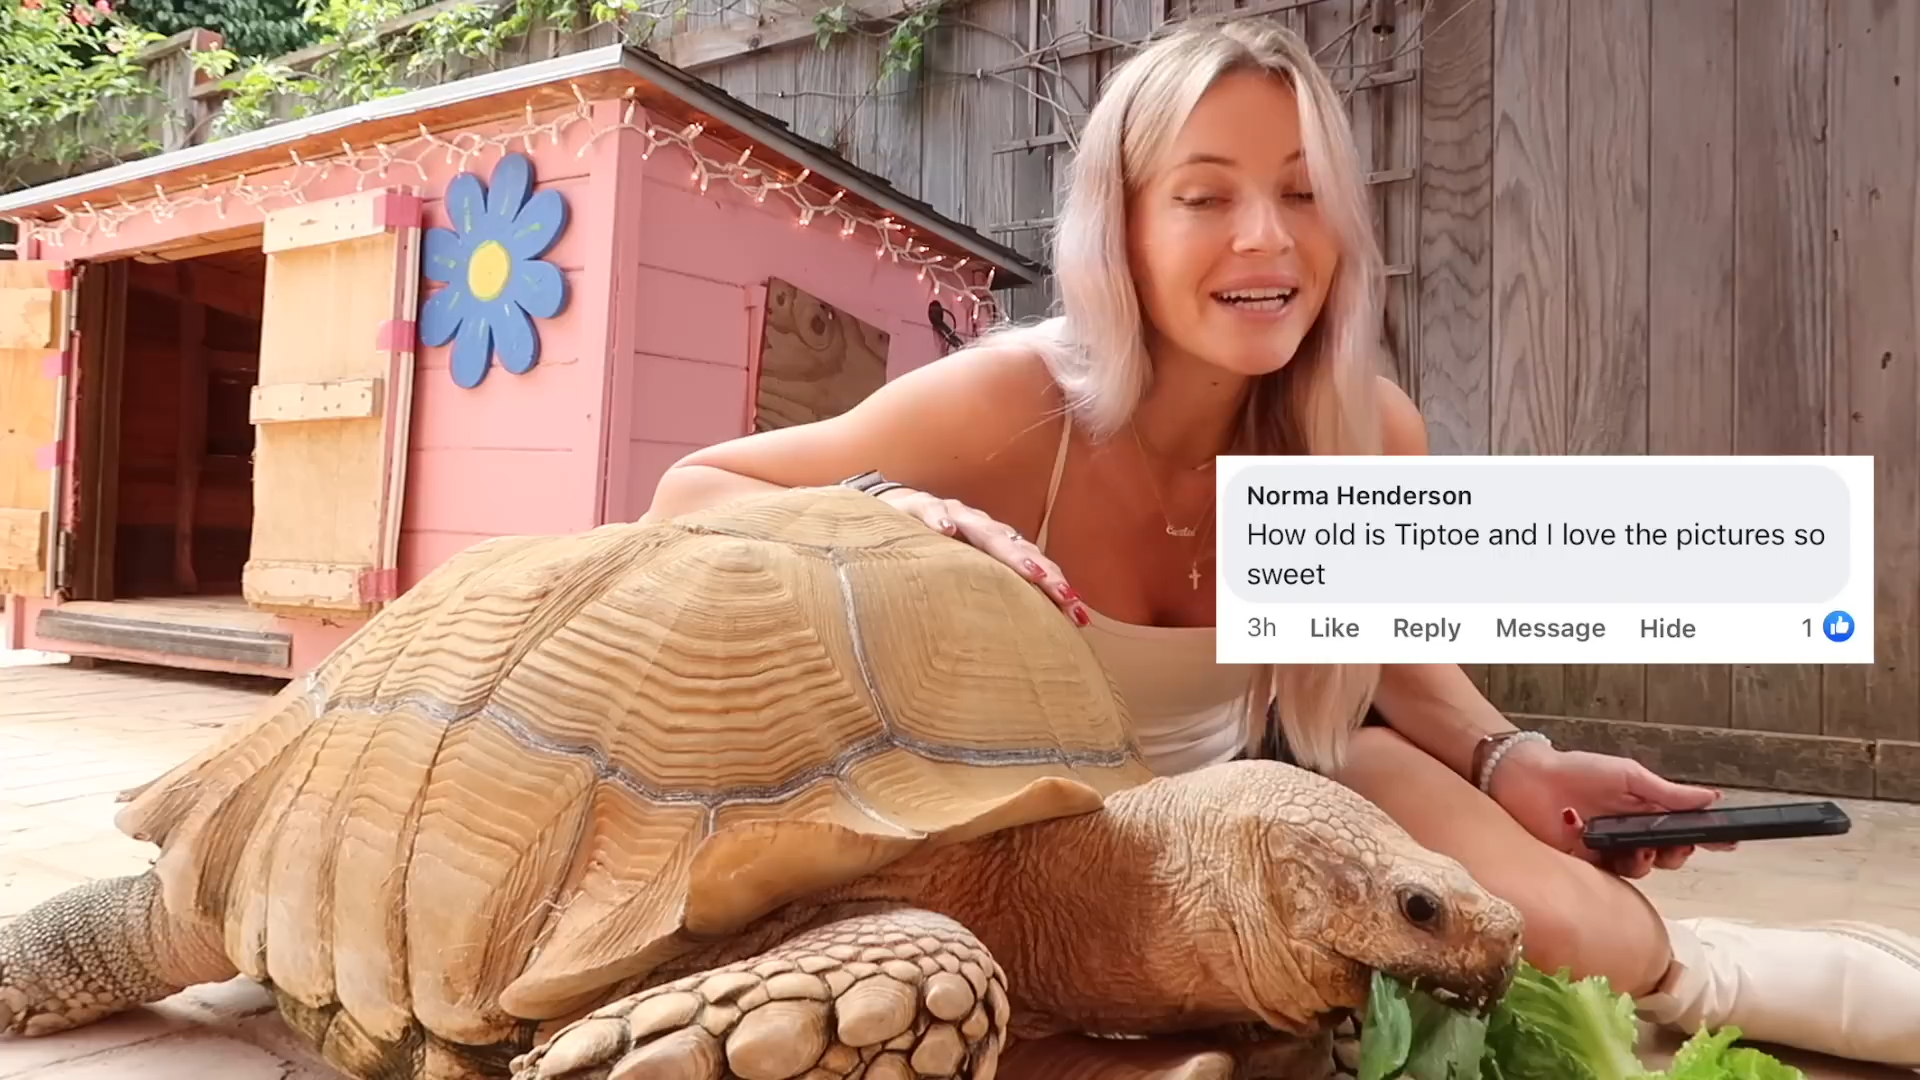 Norma Henderson
How old is Tiptoe and I love the pictures so
sweet
3h Like Reply Message Hide 1